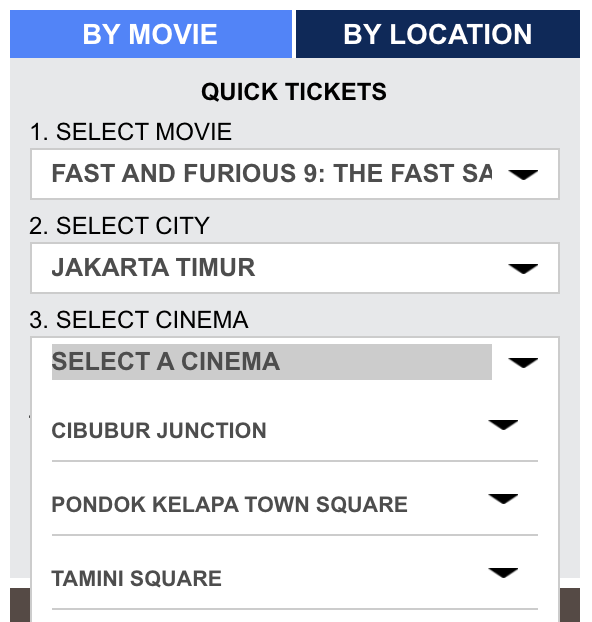 BY MOVIE
BY LOCATION
QUICK TICKETS
1. SELECT MOVIE
FAST AND FURIOUS 9: THE FAST SA
2. SELECT CITY
JAKARTA TIMUR
3. SELECT CINEMA
SELECT A CINEMA
CIBUBUR JUNCTION
PONDOK KELAPA TOWN SQUARE
TAMINI SQUARE